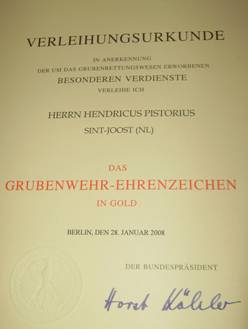 VERLEIHUNGSURKUNDE
IN ANERKENNUNG
DER UM DAS GRUBENRETTUNGSWESEN ERWORBENEN
BESONDEREN VERDIENSTE
VERLEIHE ICH
HERRN HENDRICUS PISTORIUS
SINT-JOOST (NL)
DAS
GRUBENWEHR-EHRENZEICHEN
IN GOLD
BERLIN, DEN 28. JANUAR 2008
DER BUNDESPRÄSIDENT
Horst Köhler